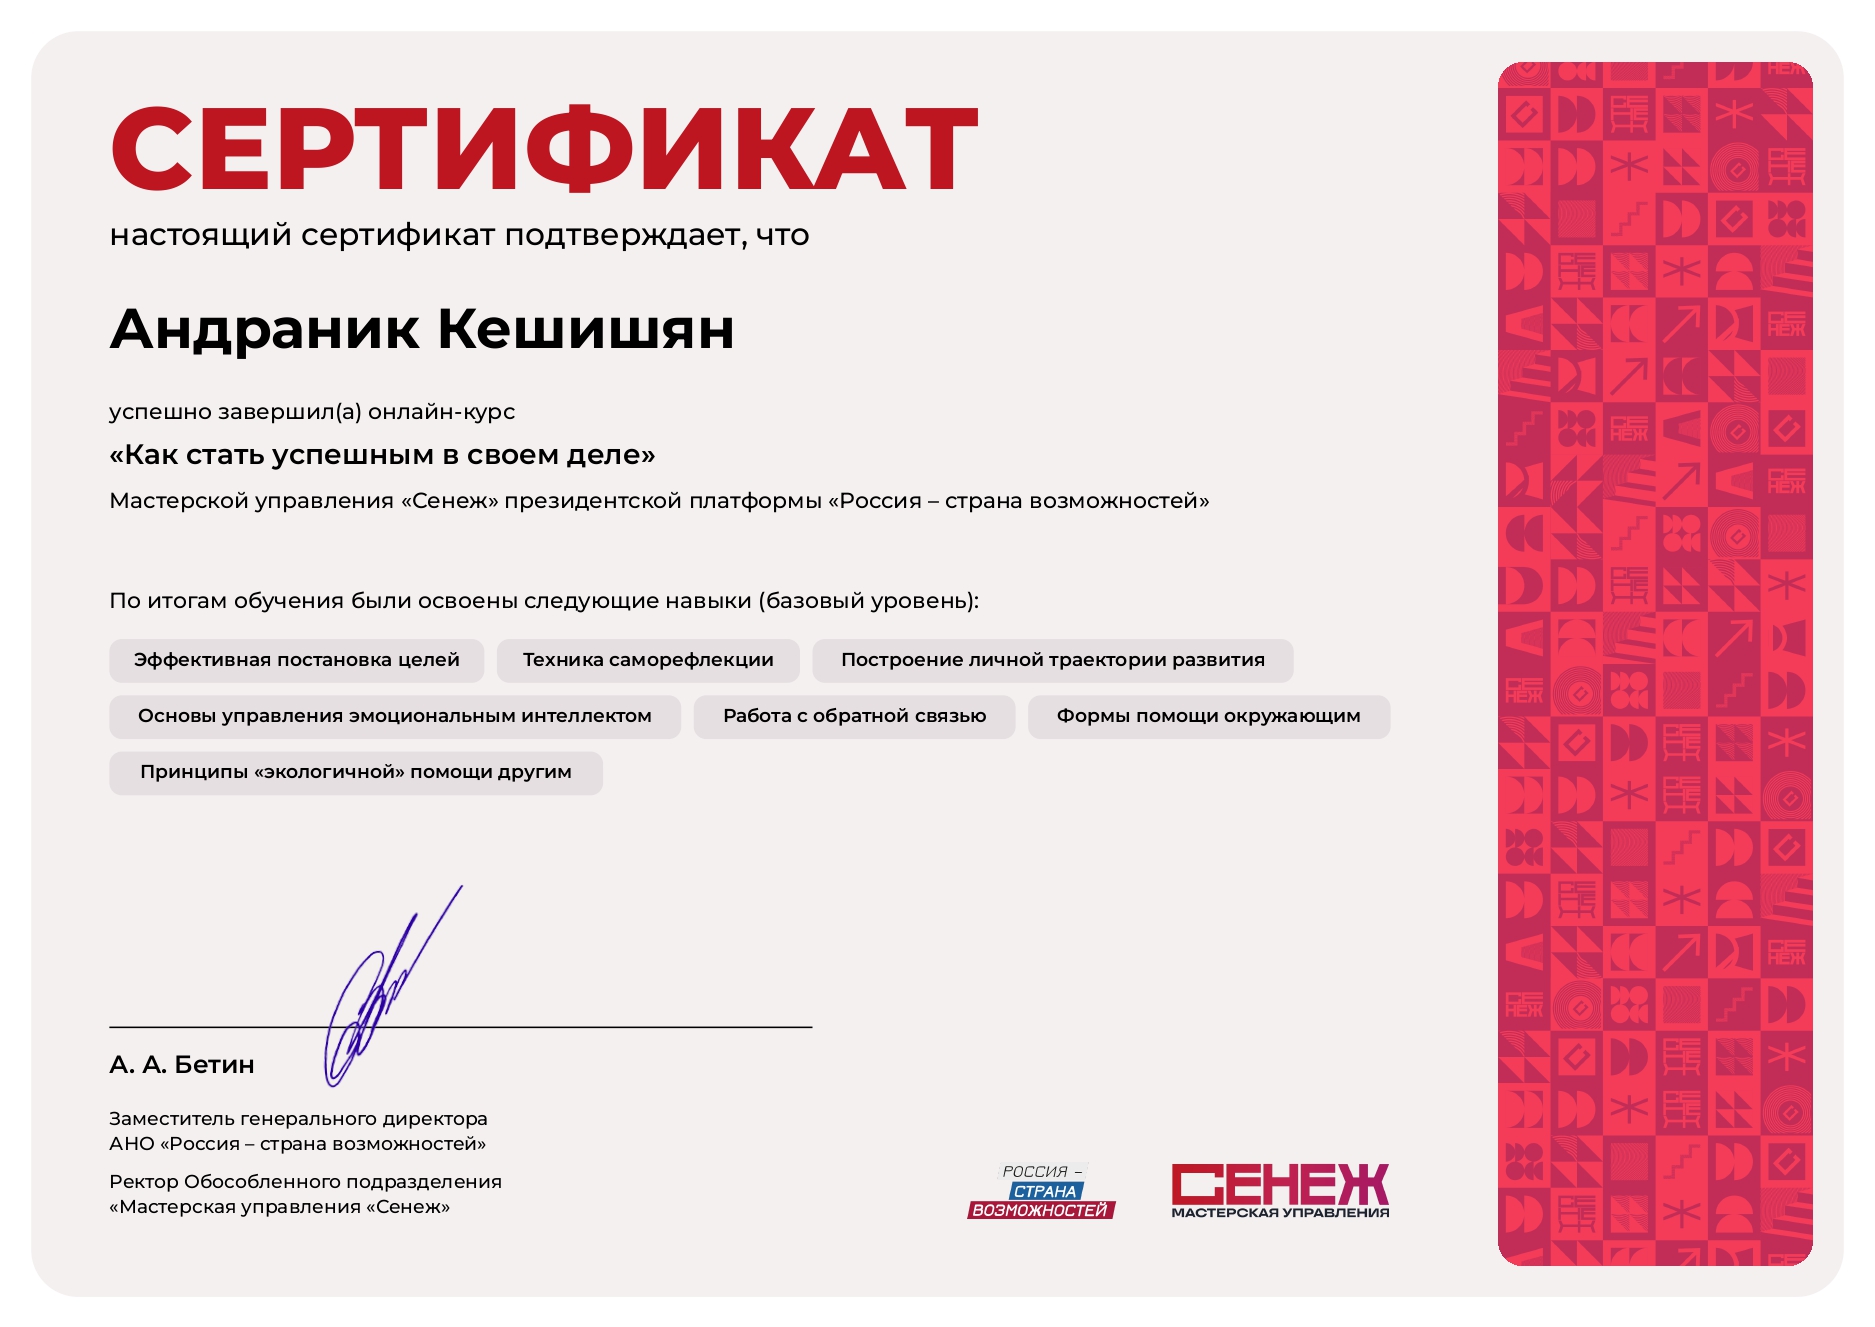 СЕРТИФИКАТ
настоящий сертификат подтверждает, что
Андраник Кешишян
успешно завершил(а) онлайн-курс
«Как стать успешным в своем деле»
Мастерской управления «Сенеж» президентской платформы «Россия – страна возможностей»
По итогам обучения были освоены следующие навыки (базовый уровень):
Эффективная постановка целей
Техника саморефлекции
Построение личной траектории развития
Основы управления эмоциональным интеллектом
Работа с обратной связью
Формы помощи окружающим
Принципы «экологичной» помощи другим
А. А. Бетин
Заместитель генерального директора
АНО «Россия – страна возможностей»
Ректор Обособленного подразделения
«Мастерская управления «Сенеж»
РОССИЯ –
СТРАНА
ВОЗМОЖНОСТЕЙ
СЕНЕЖ
МАСТЕРСКАЯ УПРАВЛЕНИЯ